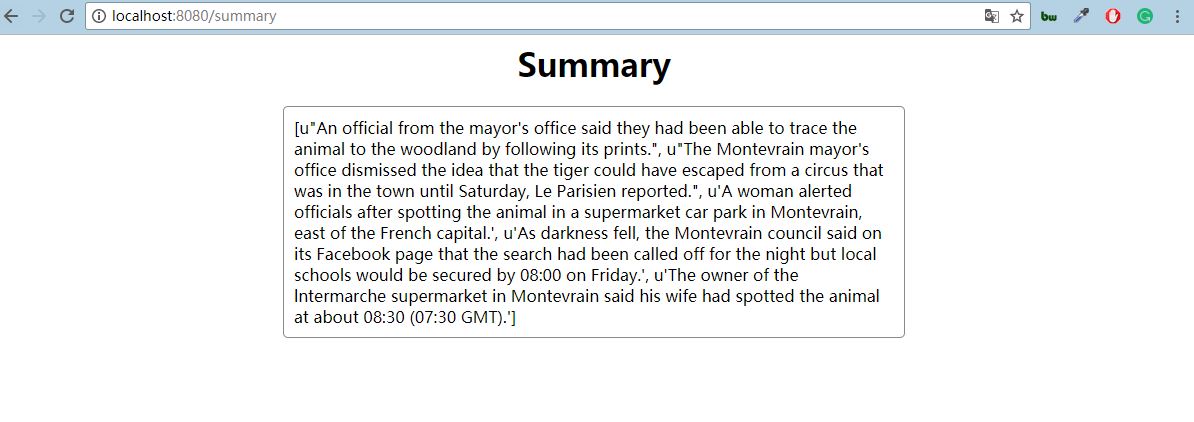 localhost:8080/summary
bw
Summary
[u"An official from the mayor's office said they had been able to trace the
animal to the woodland by following its prints.", u"The Montevrain mayor's
office dismissed the idea that the tiger could have escaped from a circus that
was in the town until Saturday, Le Parisien reported.", u'A woman alerted
officials after spotting the animal in a supermarket car park in Montevrain,
east of the French capital.', u'As darkness fell, the Montevrain council said on
its Facebook page that the search had been called off for the night but local
schools would be secured by 08:00 on Friday.', u'The owner of the
Intermarche supermarket in Montevrain said his wife had spotted the animal
at about 08:30 (07:30 GMT).']